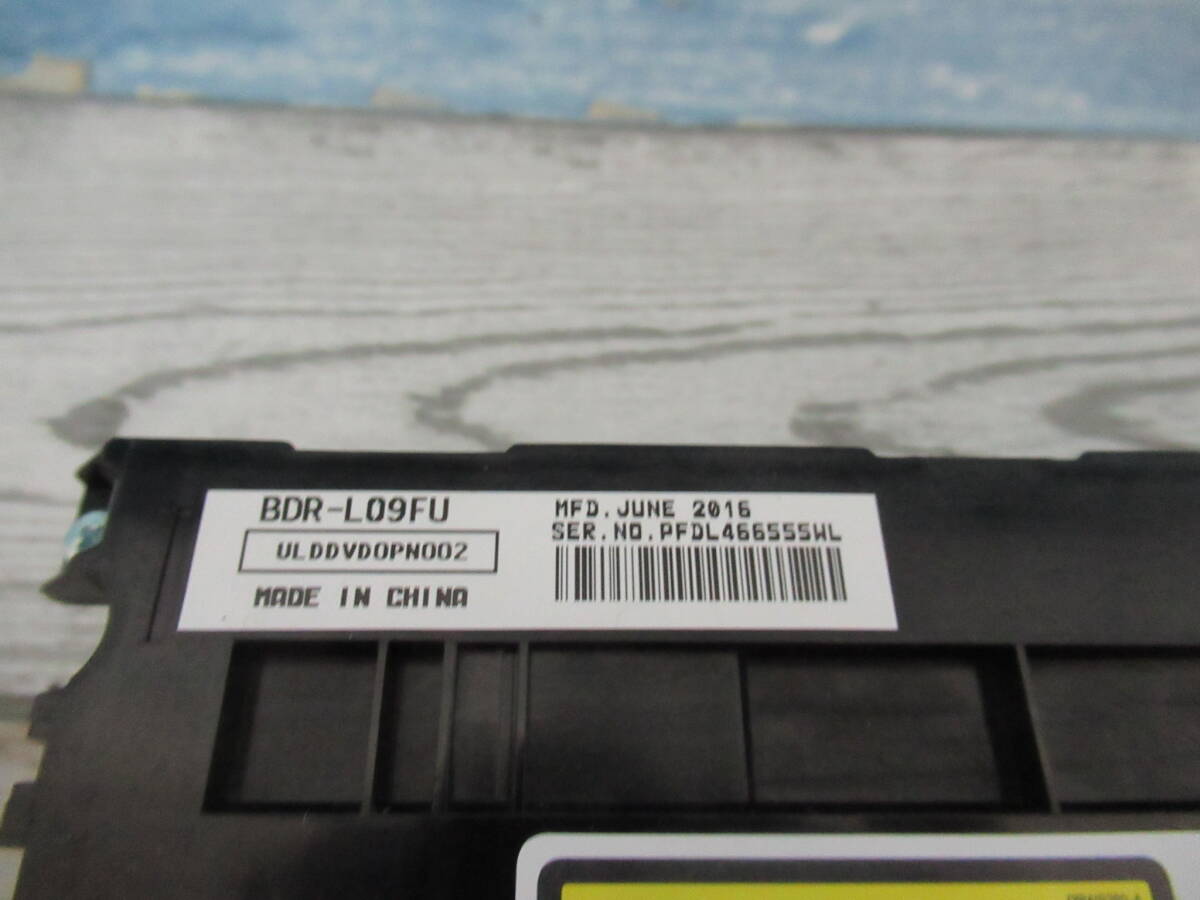 BDR-L09FU
ULDDVDOPN002
MADE IN CHINA
MFD.JUNE 2016
SER.NO.PFDL466555WL